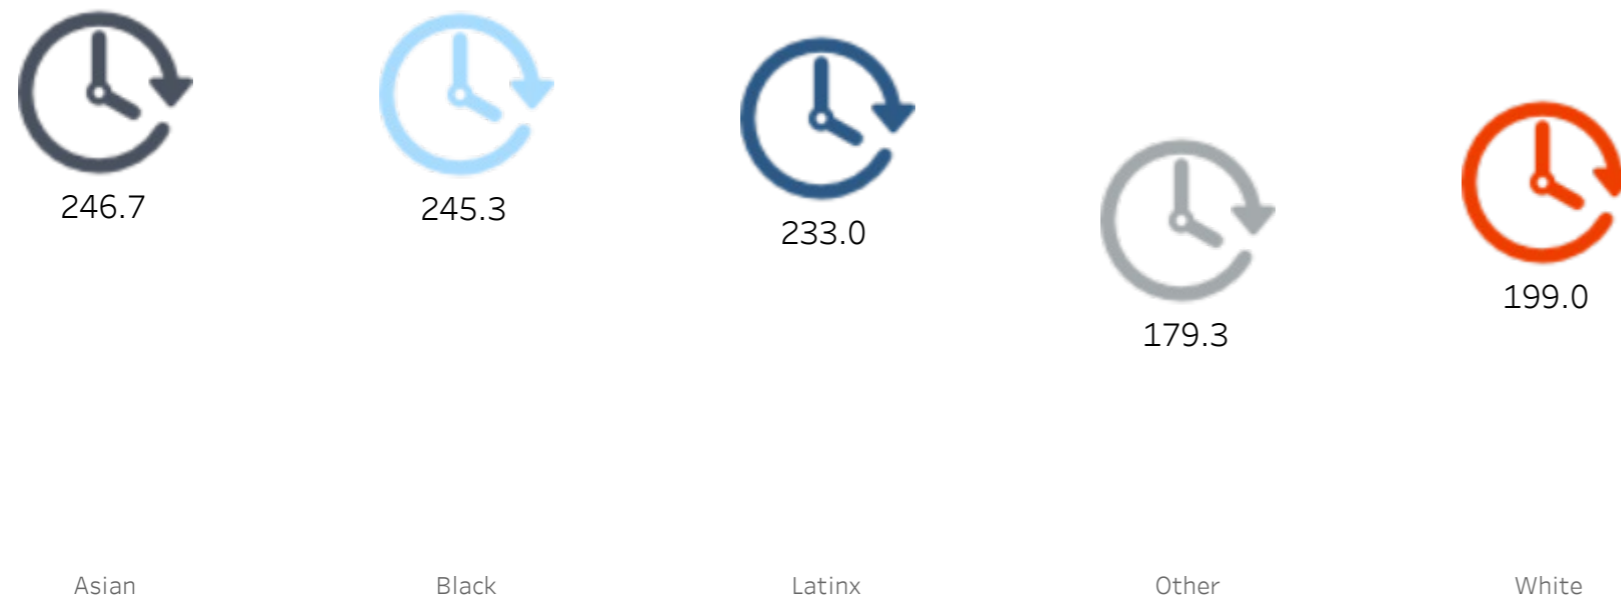 246.7
245.3
233.0
179.3
199.0
Asian
Black
Latinx
Other
White